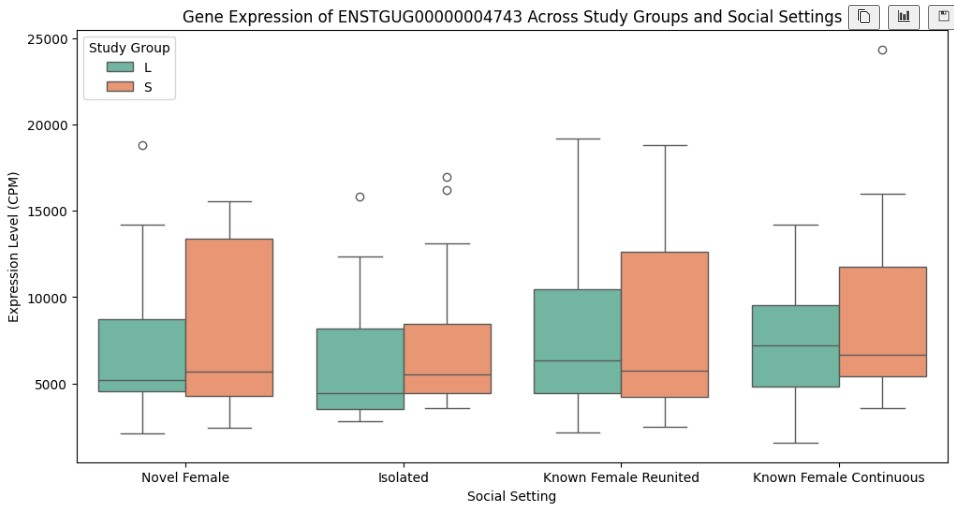 Gene Expression of ENSTGUG00000004743 Across Study Groups and Social Settings
Study Group
L
S
25000
20000
15000
10000
5000
Expression Level (CPM)
Novel Female
Isolated
Known Female Reunited
Known Female Continuous
Social Setting